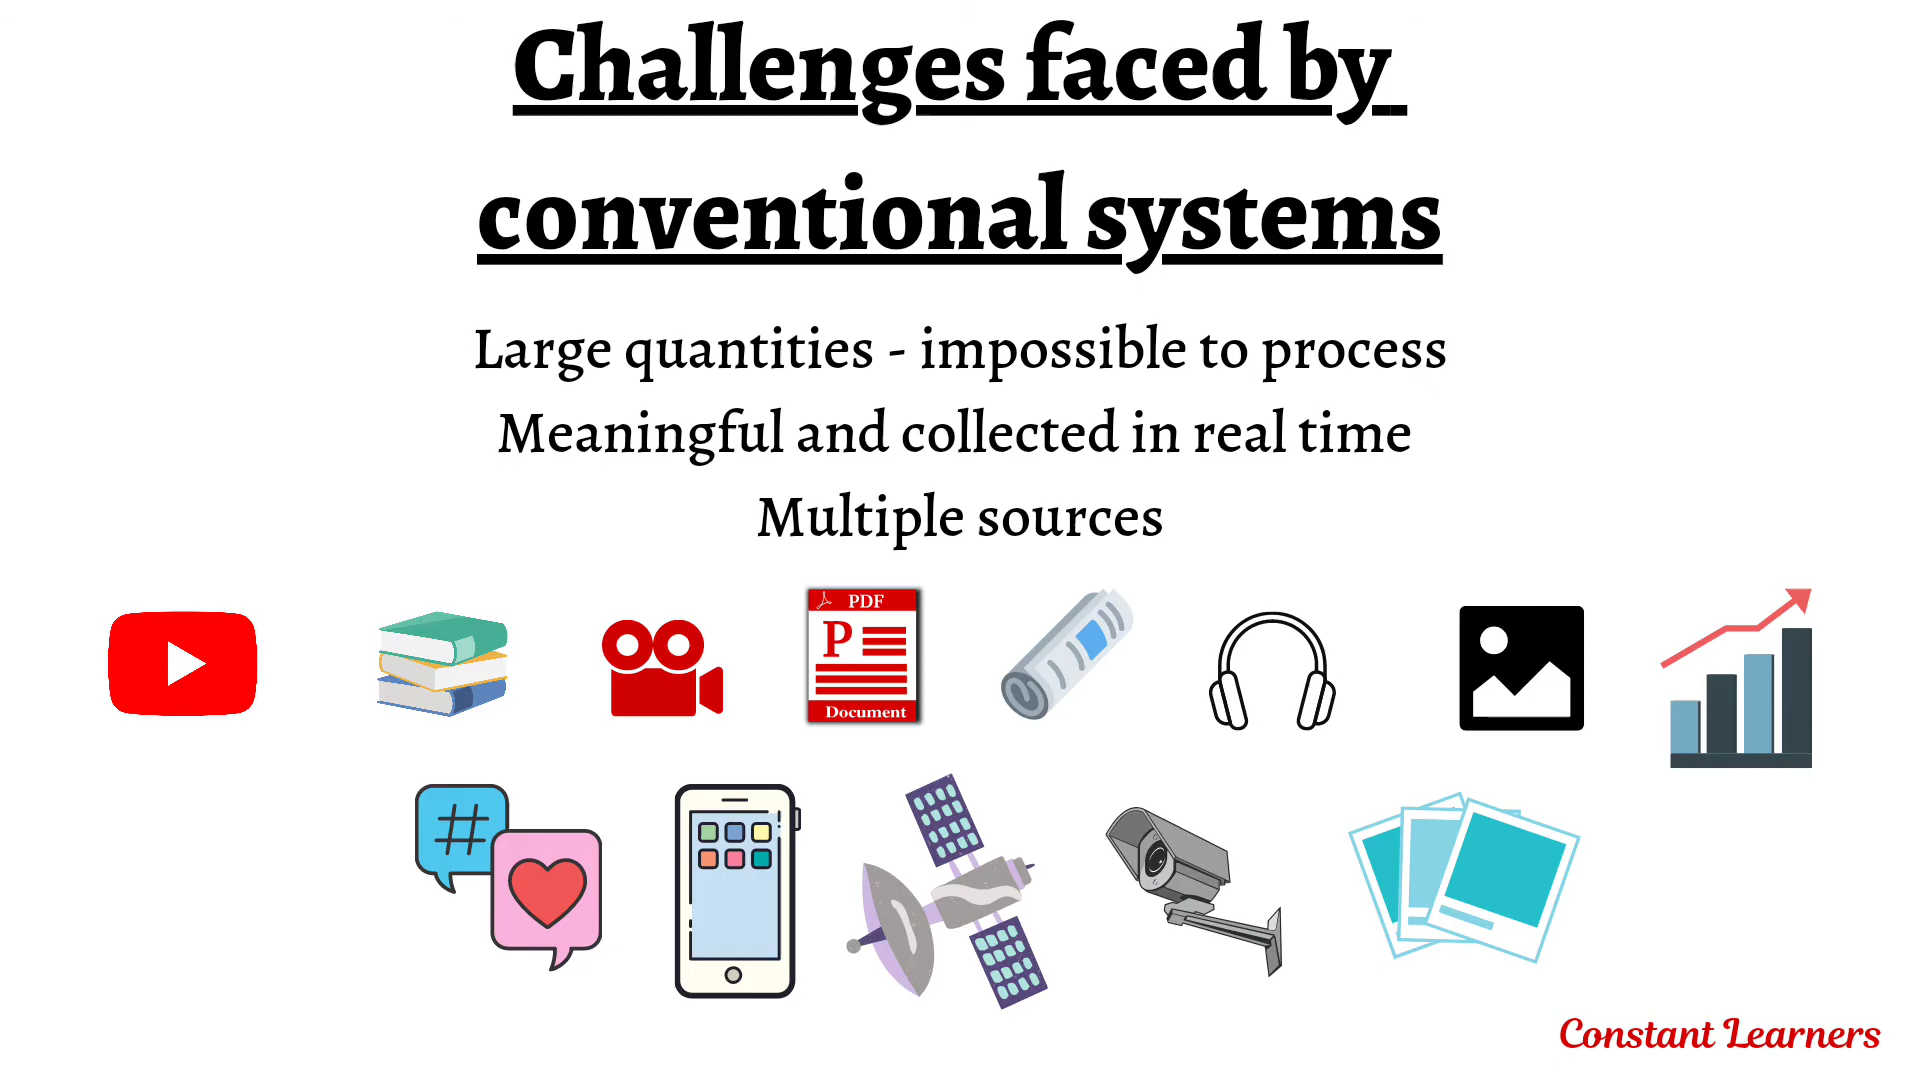 Challenges faced by
conventional systems
Large quantities - impossible to process
Meaningful and collected in real time
Multiple sources
PDF
P
Document
#
Constant Learners